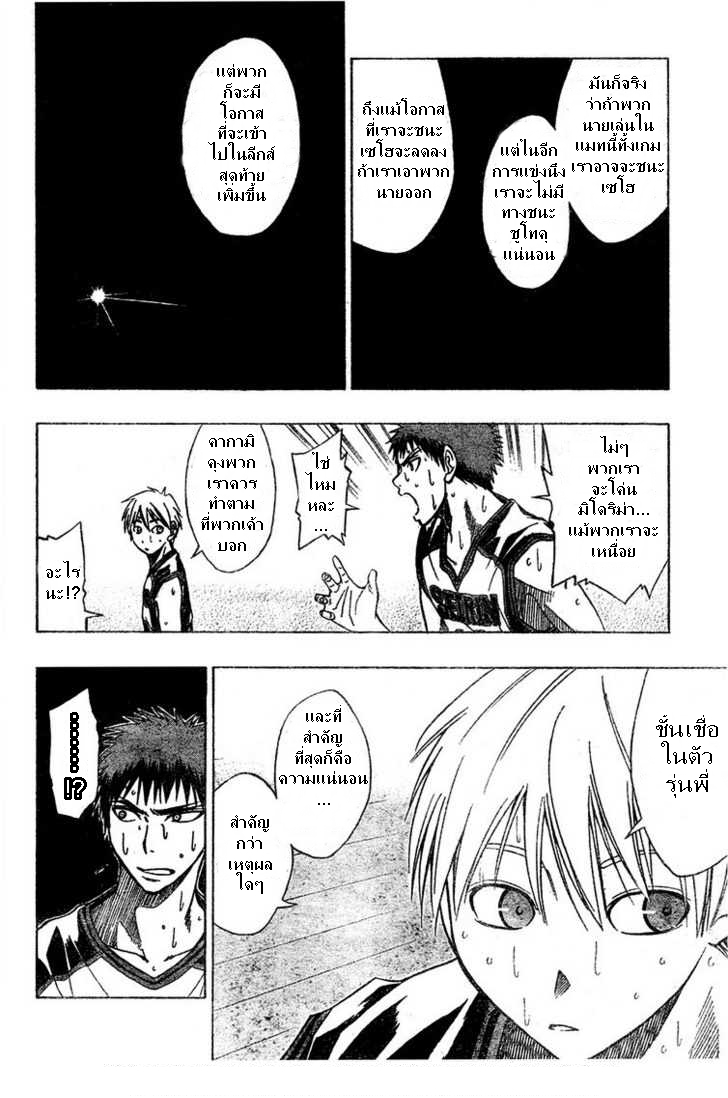 มันก็จริง
ว่าถ้าพวก
นายเล่นใน
แมทนี้ทั้งเกม
เราอาจจะชนะ
เซโฮ
แต่ในอีก
การแข่งนึง
เราจะไม่มี
ทางชนะ
ชูโทคุ
แน่นอน
ถึงแม้โอกาส
ที่เราจะชนะ
เซโฮจะลดลง
ถ้าเราเอาพวก
นายออก
แต่พวก
ก็จะมี
โอกาส
ที่จะเข้า
ไปในลีกส์
สุดท้าย
เพิ่มขึ้น
ไม่ๆ
พวกเรา
จะโค่น
มิโดริม่า...
แม้พวกเราจะ
เหนื่อย
ใช่
ไหม
หละ
...
SEIRIN
คากามิ
คุงพวก
เราควร
ทำตาม
ที่พวกเค้า
บอก
อะไร
นะ!?
ชั้นเชื่อ
ในตัว
รุ่นพี่
และที่
สำคัญ
ที่สุดก็คือ
ความแน่นอน
...
สำคัญ
กว่า
เหตุผล
ใดๆ
........
!?